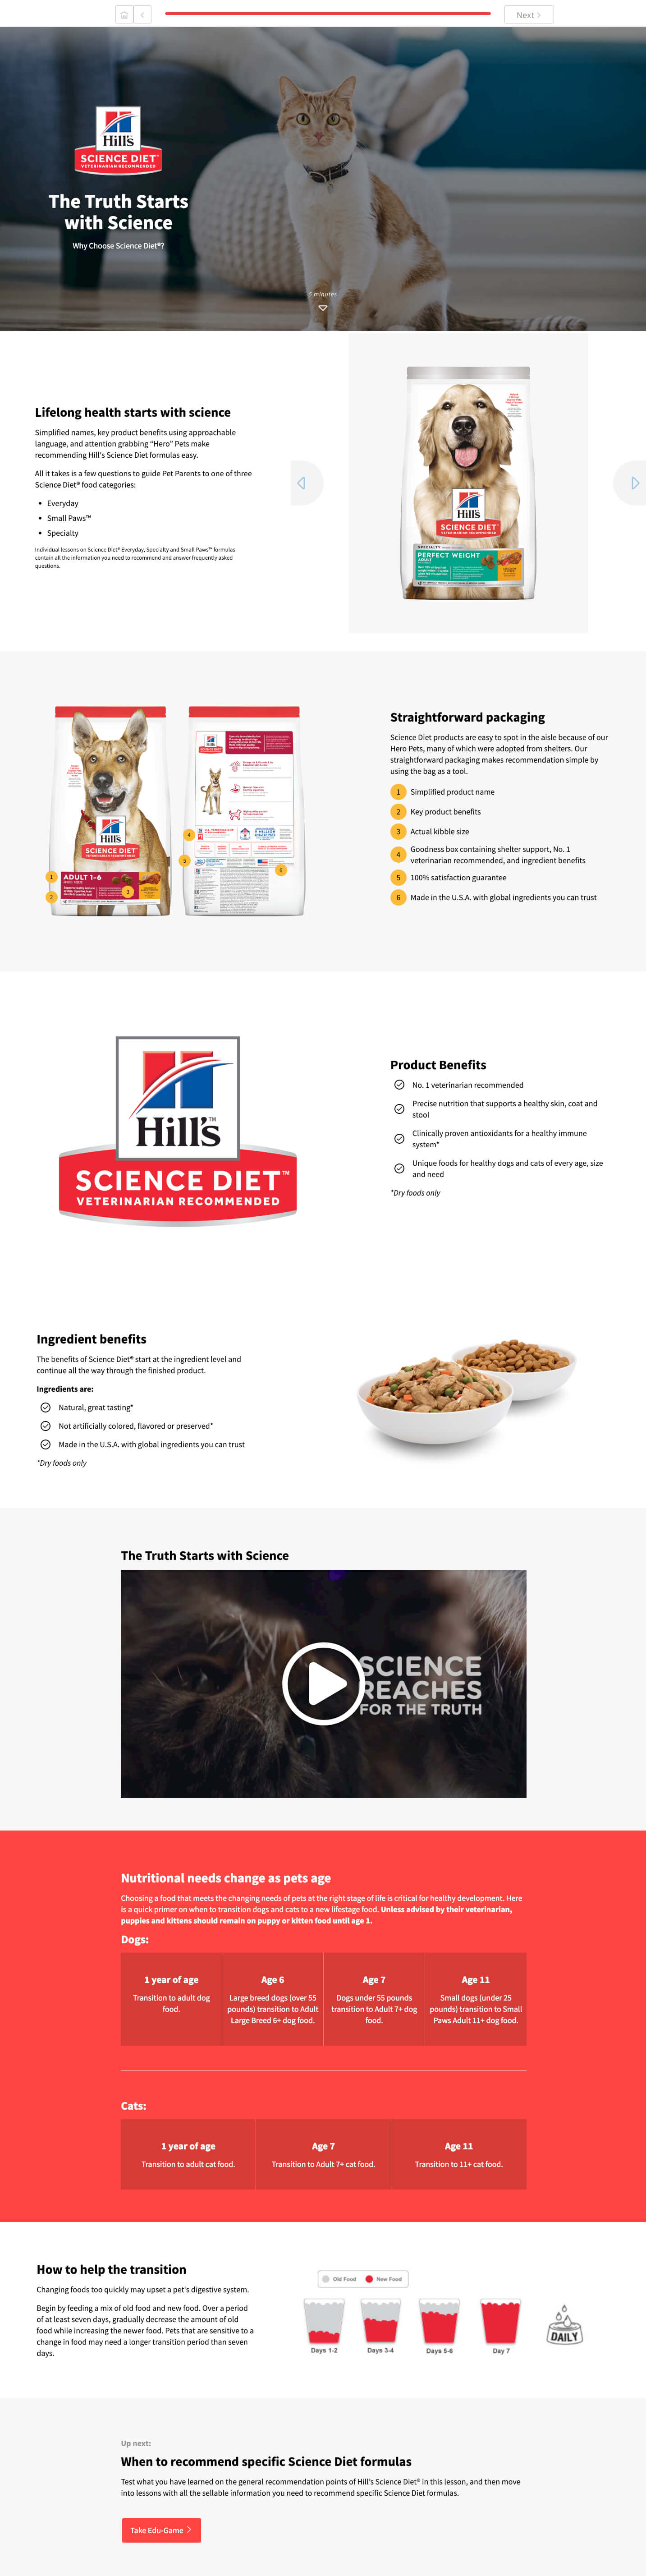 Next >
Hill's
SCIENCE DIET™
VETERINARIAN RECOMMENDED
The Truth Starts
with Science
Why Choose Science Diet®?
5 minutes
Lifelong health starts with science
Simplified names, key product benefits using approachable
language, and attention grabbing "Hero" Pets make
recommending Hill's Science Diet formulas easy.
All it takes is a few questions to guide Pet Parents to one of three
Science Diet® food categories:
• Everyday
• Small Paws™
• Specialty
Individual lessons on Science Diet® Everyday, Specialty and Small Paws™ formulas
contain all the information you need to recommend and answer frequently asked
questions.
Hill's
SCIENCE DIET
SPECIALTY
PERFECT WEIGHT
ADULT
Hill's
SCIENCE DIET
ADULT 1-6
1
2
3
4
5
6
Straightforward packaging
Science Diet products are easy to spot in the aisle because of our
Hero Pets, many of which were adopted from shelters. Our
straightforward packaging makes recommendation simple by
using the bag as a tool.
1 Simplified product name
2 Key product benefits
3 Actual kibble size
4 Goodness box containing shelter support, No. 1
veterinarian recommended, and ingredient benefits
5 100% satisfaction guarantee
6 Made in the U.S.A. with global ingredients you can trust
Hill's™
SCIENCE DIET™
VETERINARIAN RECOMMENDED
Product Benefits
No. 1 veterinarian recommended
Precise nutrition that supports a healthy skin, coat and
stool
Clinically proven antioxidants for a healthy immune
system*
Unique foods for healthy dogs and cats of every age, size
and need
*Dry foods only
Ingredient benefits
The benefits of Science Diet® start at the ingredient level and
continue all the way through the finished product.
Ingredients are:
Natural, great tasting*
Not artificially colored, flavored or preserved*
Made in the U.S.A. with global ingredients you can trust
*Dry foods only
The Truth Starts with Science
SCIENCE
REACHES
FOR THE TRUTH
Nutritional needs change as pets age
Choosing a food that meets the changing needs of pets at the right stage of life is critical for healthy development. Here
is a quick primer on when to transition dogs and cats to a new lifestage food. Unless advised by their veterinarian,
puppies and kittens should remain on puppy or kitten food until age 1.
Dogs:
1 year of age
Transition to adult dog
food.
Age 6
Large breed dogs (over 55
pounds) transition to Adult
Large Breed 6+ dog food.
Age 7
Dogs under 55 pounds
transition to Adult 7+ dog
food.
Age 11
Small dogs (under 25
pounds) transition to Small
Paws Adult 11+ dog food.
Cats:
1 year of age
Transition to adult cat food.
Age 7
Transition to Adult 7+ cat food.
Age 11
Transition to 11+ cat food.
How to help the transition
Changing foods too quickly may upset a pet's digestive system.
Begin by feeding a mix of old food and new food. Over a period
of at least seven days, gradually decrease the amount of old
food while increasing the newer food. Pets that are sensitive to a
change in food may need a longer transition period than seven
days.
Old Food New Food
Days 1-2 Days 3-4 Days 5-6 Day 7
DAILY
Up next:
When to recommend specific Science Diet formulas
Test what you have learned on the general recommendation points of Hill's Science Diet® in this lesson, and then move
into lessons with all the sellable information you need to recommend specific Science Diet formulas.
Take Edu-Game >